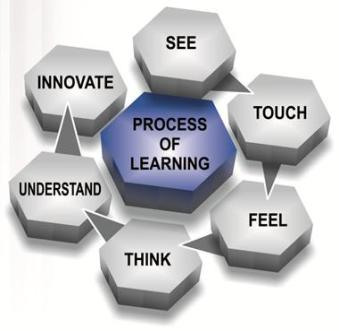 SEE
TOUCH
FEEL
THINK
UNDERSTAND
INNOVATE
PROCESS
OF
LEARNING